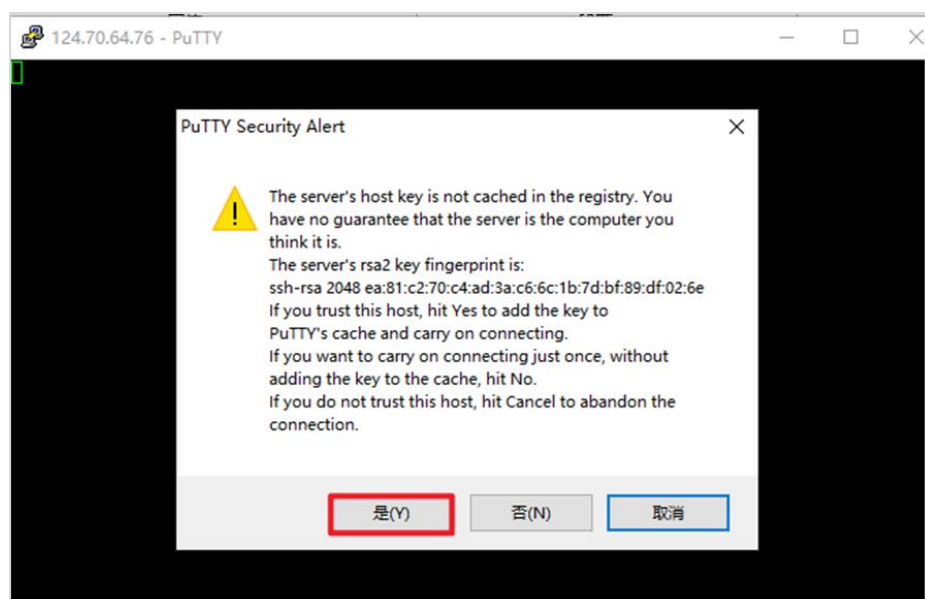 124.70.64.76 - PuTTY
PuTTY Security Alert
The server's host key is not cached in the registry. You
have no guarantee that the server is the computer you
think it is.
The server's rsa2 key fingerprint is:
ssh-rsa 2048 ea:81:c2:70:c4:ad:3a:c6:6c:1b:7d:bf:89:df:02:6e
If you trust this host, hit Yes to add the key to
PuTTY's cache and carry on connecting.
If you want to carry on connecting just once, without
adding the key to the cache, hit No.
If you do not trust this host, hit Cancel to abandon the
connection.
是(Y) 否(N) 取消